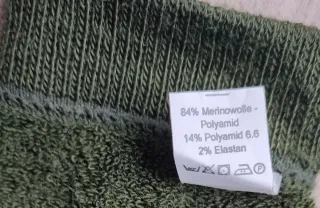 84% Merinowolle -
Polyamid
14% Polyamid 6.6
2% Elastan